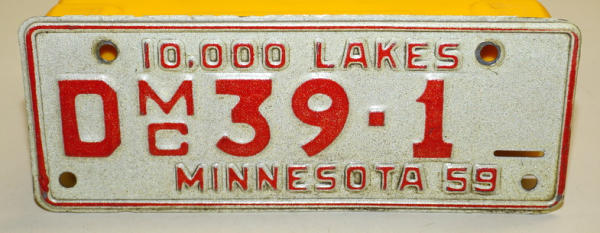 10,000 LAKES
D MC 39·1
MINNESOTA 59